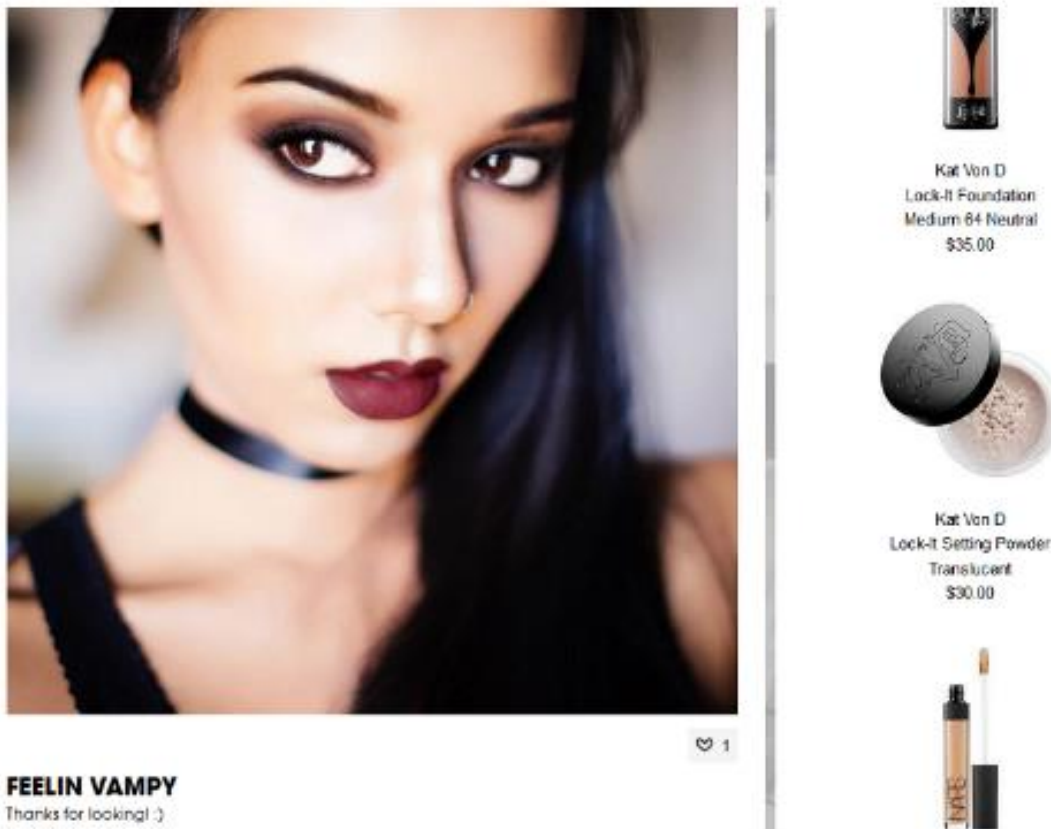 1
FEELIN VAMPY
Thanks for looking! :)
Kat Von D
Lock-It Foundation
Medium 64 Neutral
$35.00
Kat Von D
Lock-It Setting Powder
Translucent
$30.00
NARS